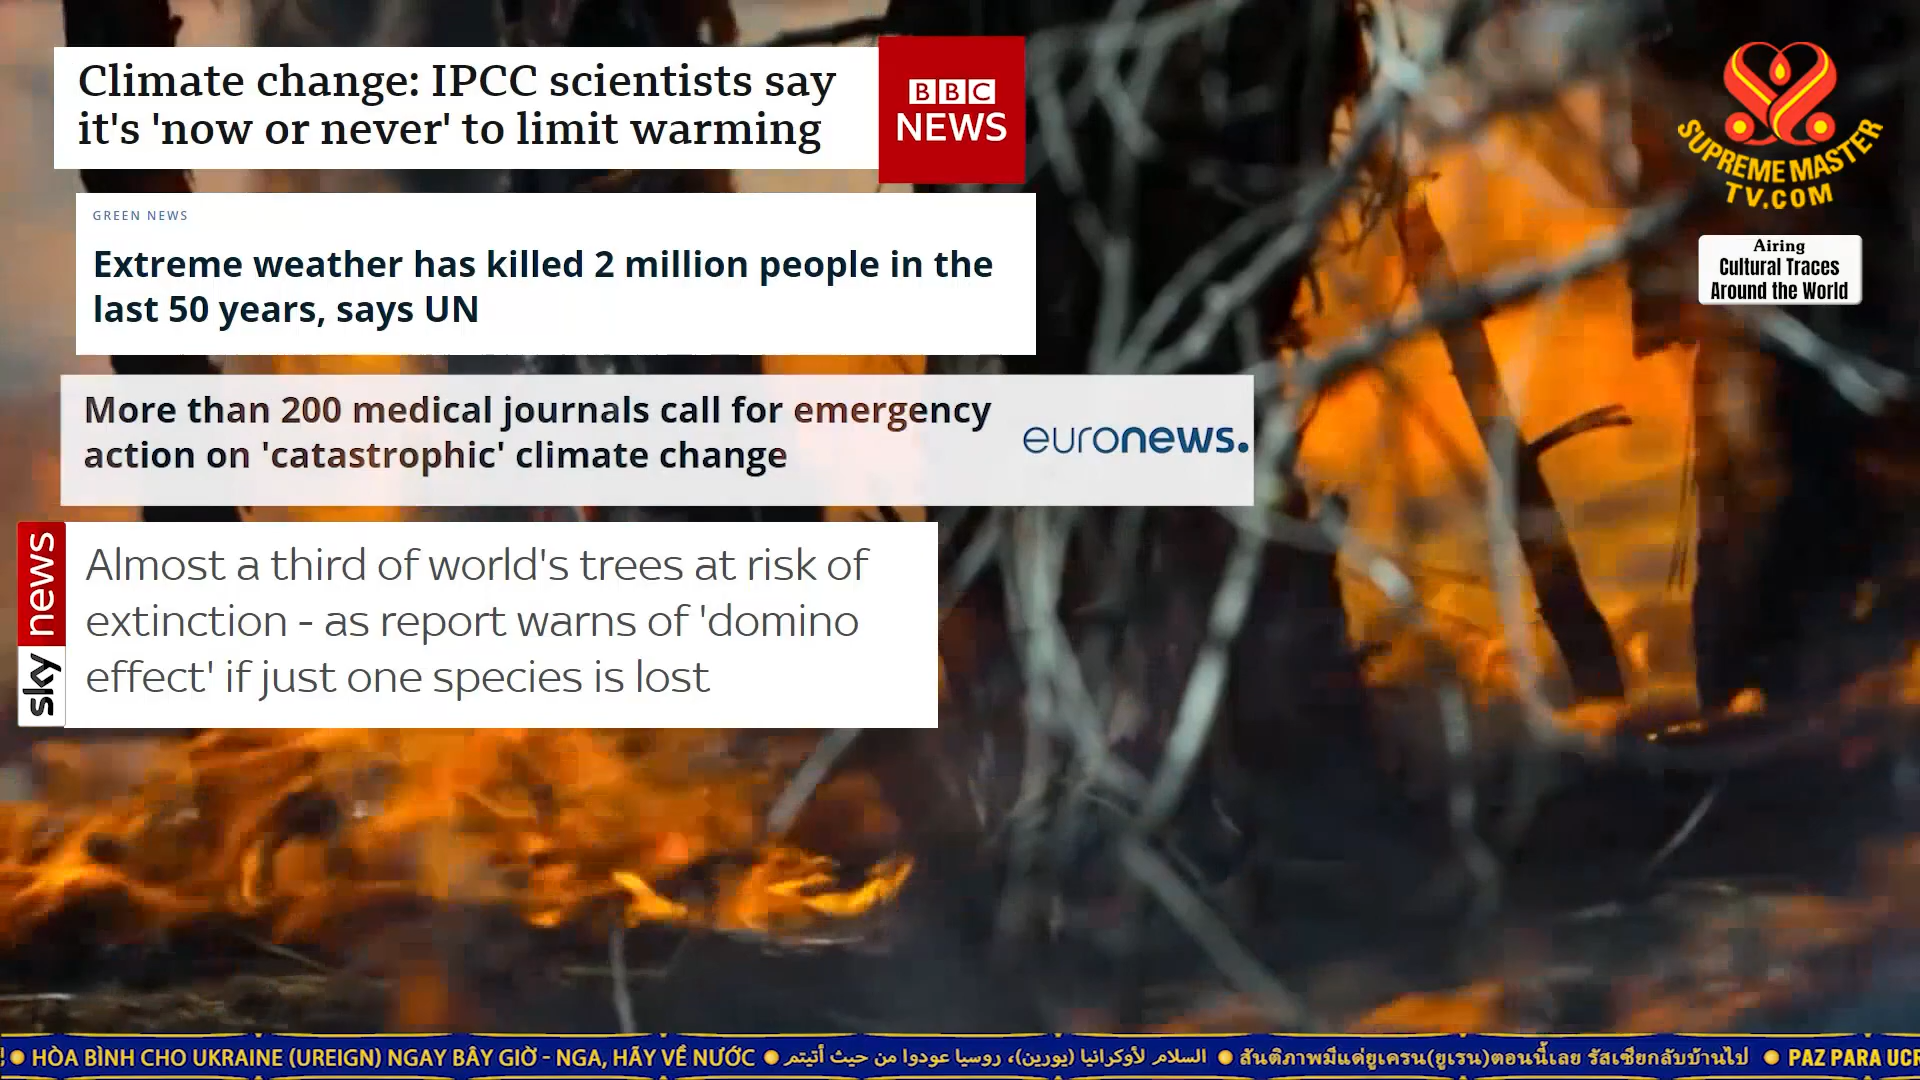 Climate change: IPCC scientists say
it's 'now or never' to limit warming
BBC
NEWS
GREEN NEWS
Extreme weather has killed 2 million people in the
last 50 years, says UN
More than 200 medical journals call for emergency
action on 'catastrophic' climate change
euronews.
sky news
Almost a third of world's trees at risk of
extinction - as report warns of 'domino
effect' if just one species is lost
SUPREME MASTER
TV.COM
Airing
Cultural Traces
Around the World
! HÒA BÌNH CHO UKRAINE (UREIGN) NGAY BÂY GIỜ - NGA, HÃY VỀ NƯỚC السلام لأوكرانيا (يورين)، روسيا عودوا من حيث أتيتم สันติภาพมีแด่ยูเครน(ยูเรน)ตอนนี้เลย รัสเซียกลับบ้านไป PAZ PARA UCR